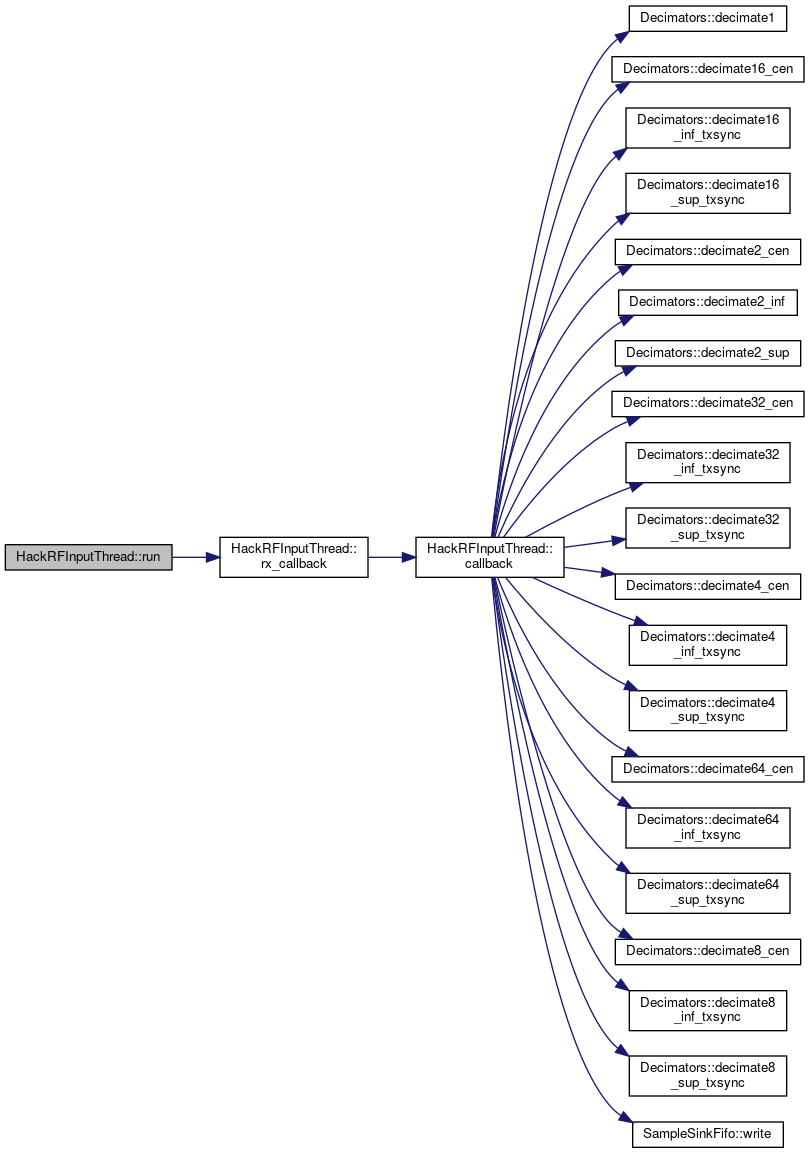 HackRFInputThread::run
HackRFInputThread::
rx_callback
HackRFInputThread::
callback
Decimators::decimate1
Decimators::decimate16_cen
Decimators::decimate16
_inf_txsync
Decimators::decimate16
_sup_txsync
Decimators::decimate2_cen
Decimators::decimate2_inf
Decimators::decimate2_sup
Decimators::decimate32_cen
Decimators::decimate32
_inf_txsync
Decimators::decimate32
_sup_txsync
Decimators::decimate4_cen
Decimators::decimate4
_inf_txsync
Decimators::decimate4
_sup_txsync
Decimators::decimate64_cen
Decimators::decimate64
_inf_txsync
Decimators::decimate64
_sup_txsync
Decimators::decimate8_cen
Decimators::decimate8
_inf_txsync
Decimators::decimate8
_sup_txsync
SampleSinkFifo::write